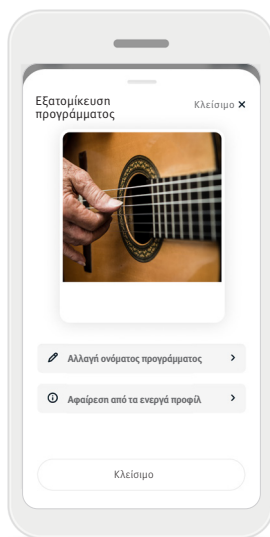 Εξατομίκευση
προγράμματος
Κλείσιμο ×
Αλλαγή ονόματος προγράμματος
Αφαίρεση από τα ενεργά προφίλ
Κλείσιμο